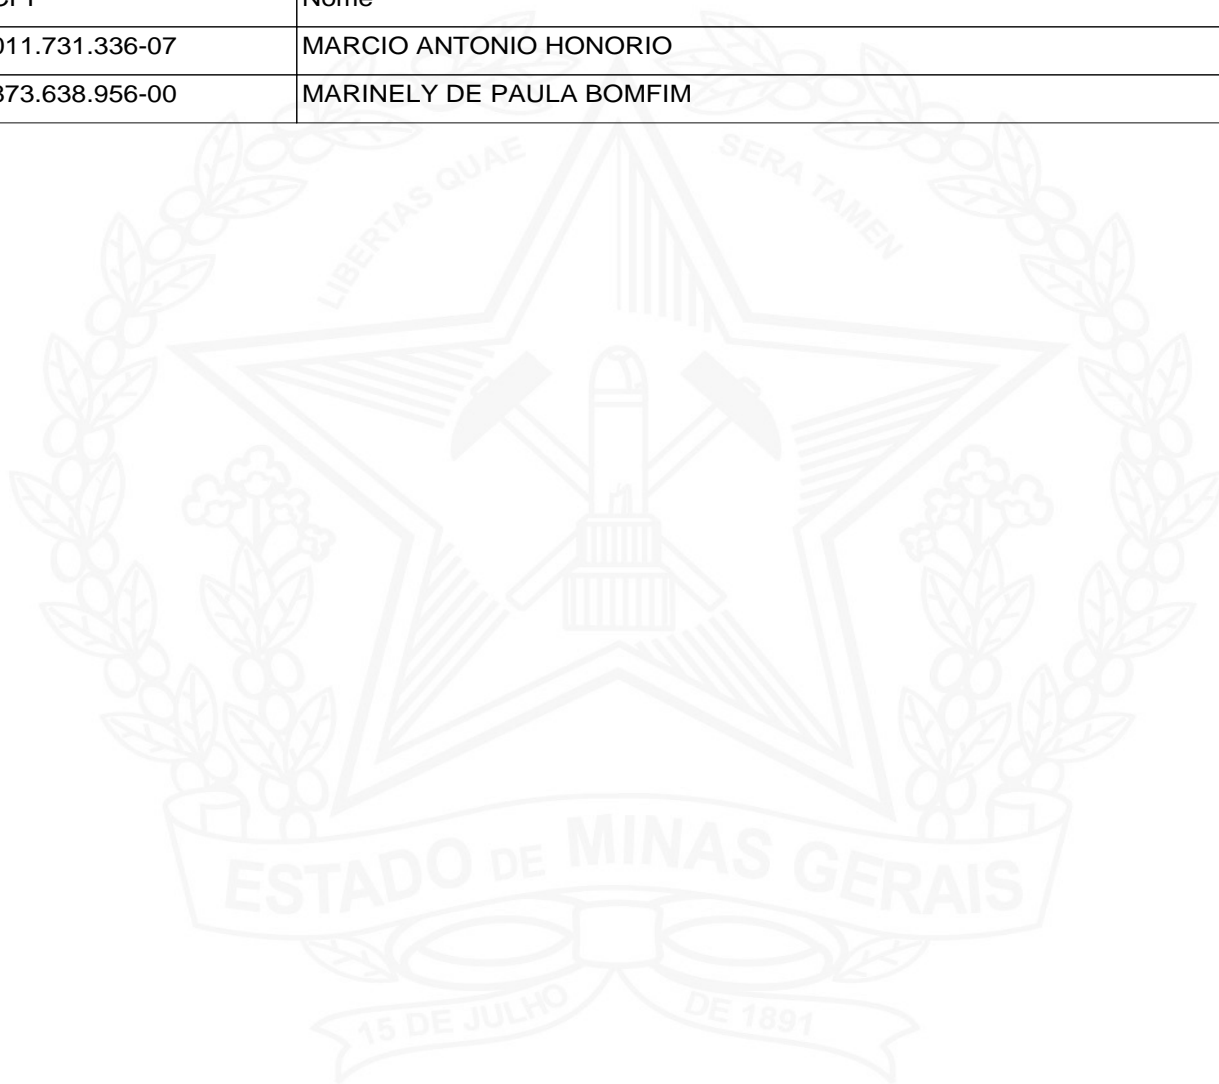 Nome
011.731.336-07 MARCIO ANTONIO HONORIO
873.638.956-00 MARINELY DE PAULA BOMFIM
LIBERTAS QUAE SERA TAMEN
ESTADO DE MINAS GERAIS
15 DE JULHO DE 1891